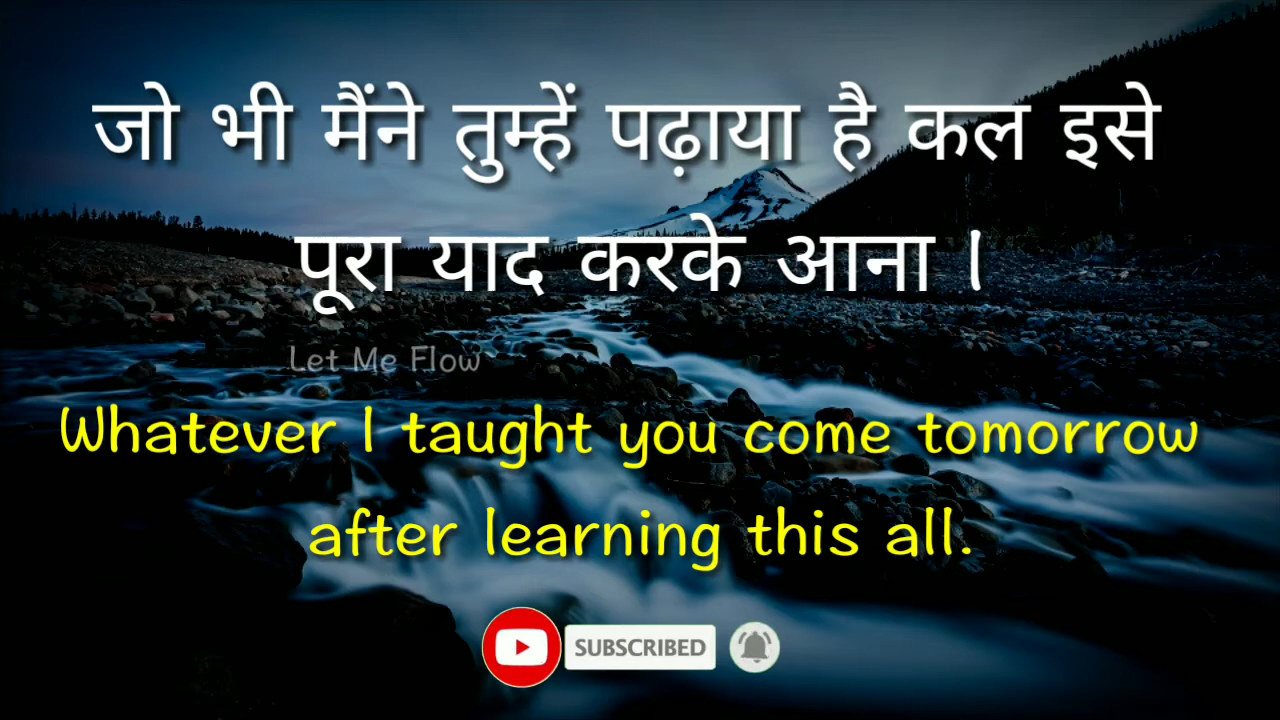 जो भी मैंने तुम्हें पढ़ाया है कल इसे
पूरा याद करके आना ।
Let Me Flow
Whatever I taught you come tomorrow
after learning this all.
SUBSCRIBED